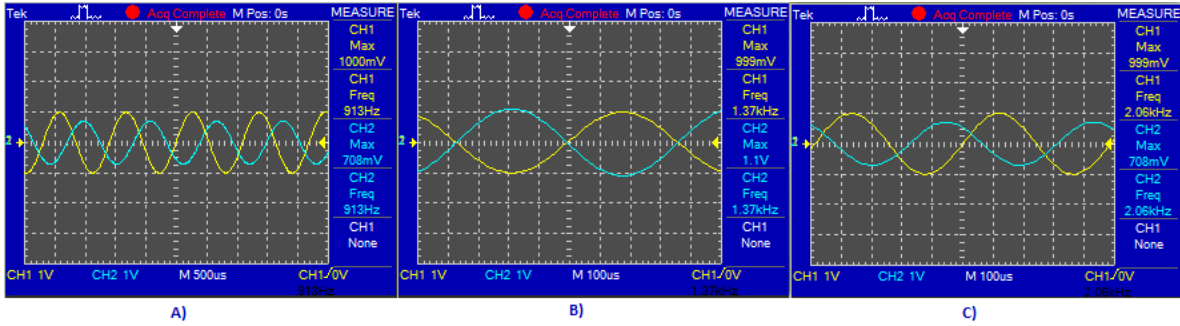 Tek Acq Complete M Pos: 0s MEASURE
CH1
Max
1000mV
CH1
Freq
913Hz
CH2
Max
708mV
CH2
Freq
913Hz
CH1
None
2
CH1 1V CH2 1V M 500us CH1/0V
913Hz
A)
Tek Acq Complete M Pos: 0s MEASURE
CH1
Max
999mV
CH1
Freq
1.37kHz
CH2
Max
1.1V
CH2
Freq
1.37kHz
CH1
None
2
CH1 1V CH2 1V M 100us CH1/0V
1.37kHz
B)
Tek Acq Complete M Pos: 0s MEASURE
CH1
Max
999mV
CH1
Freq
2.06kHz
CH2
Max
708mV
CH2
Freq
2.06kHz
CH1
None
2
CH1 1V CH2 1V M 100us CH1/0V
2.06kHz
C)